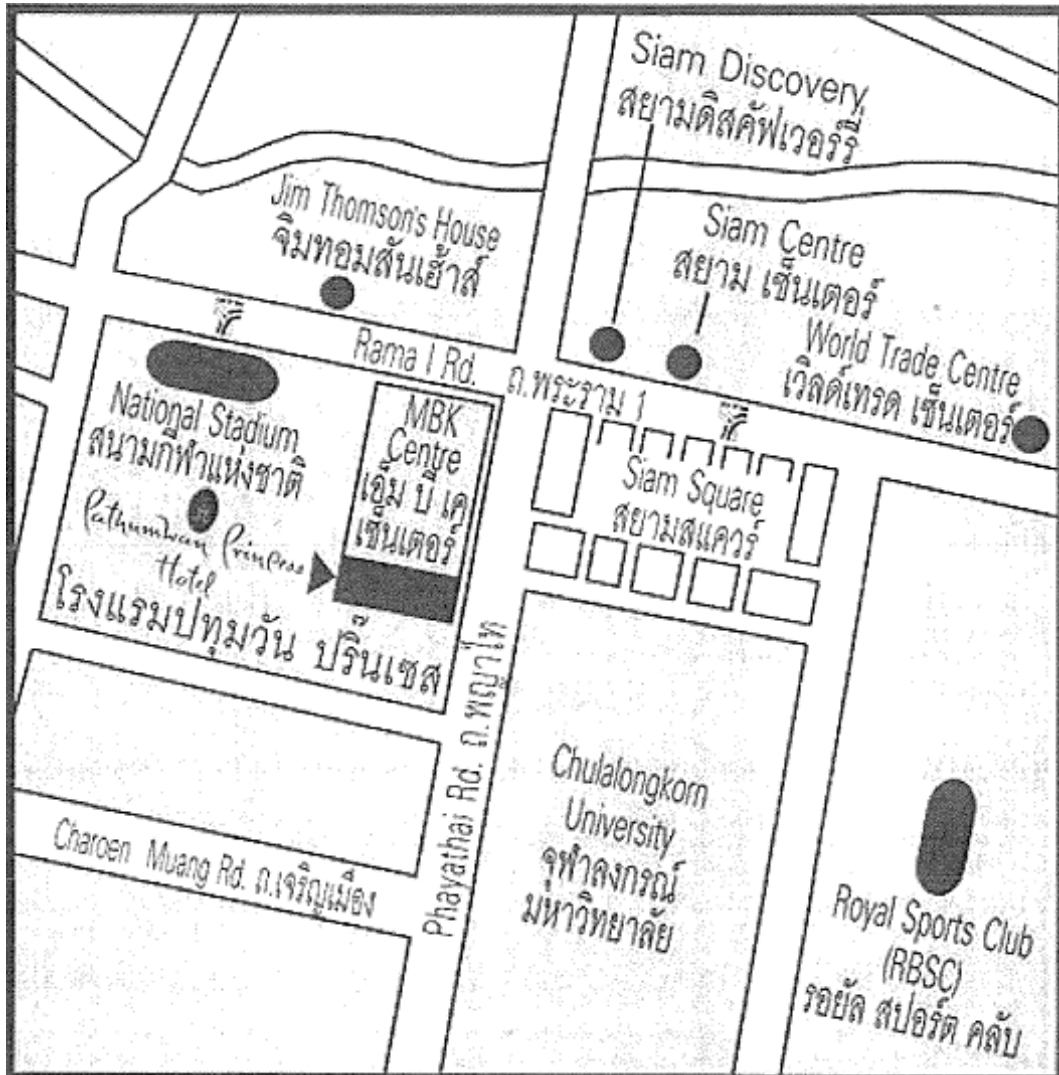 Siam Discovery
สยามดิสคัฟเวอร์รี่
Jim Thomson's House
จิมทอมสันเฮ้าส์
Siam Centre
สยาม เซ็นเตอร์
World Trade Centre
เวิลด์เทรด เซ็นเตอร์
Rama I Rd. ถ.พระราม 1
National Stadium
สนามกีฬาแห่งชาติ
MBK
Centre
เอ็ม บี เค
เซ็นเตอร์
Siam Square
สยามสแควร์
Pathumwan Princess
Hotel
โรงแรมปทุมวัน ปริ๊นเซส
Phayathai Rd. ถ.พญาไท
Chulalongkorn
University
จุฬาลงกรณ์
มหาวิทยาลัย
Charoen Muang Rd. ถ.เจริญเมือง
Royal Sports Club
(RBSC)
รอยัล สปอร์ต คลับ